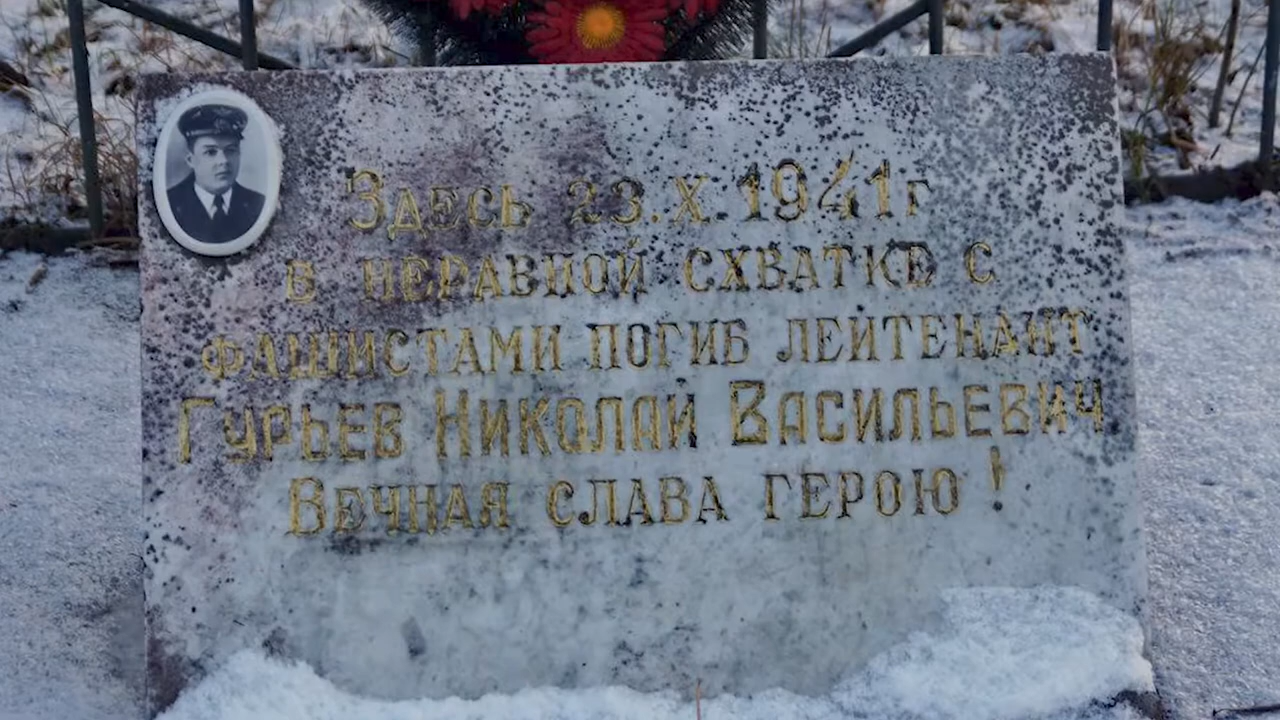 Здесь 23.X.1941г
в неравной схватке с
фашистами погиб лейтенант
Гурьев Николай Васильевич
Вечная слава герою!